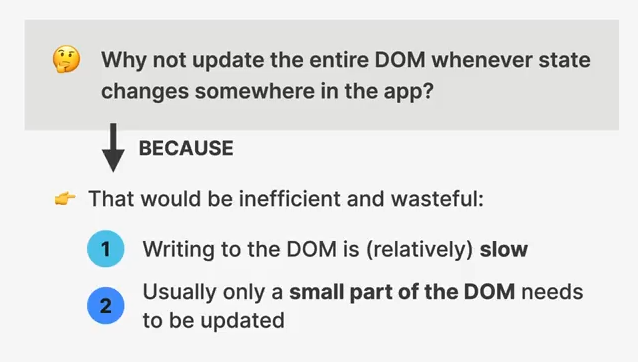 Why not update the entire DOM whenever state
changes somewhere in the app?
BECAUSE
That would be inefficient and wasteful:
1 Writing to the DOM is (relatively) slow
2 Usually only a small part of the DOM needs
to be updated